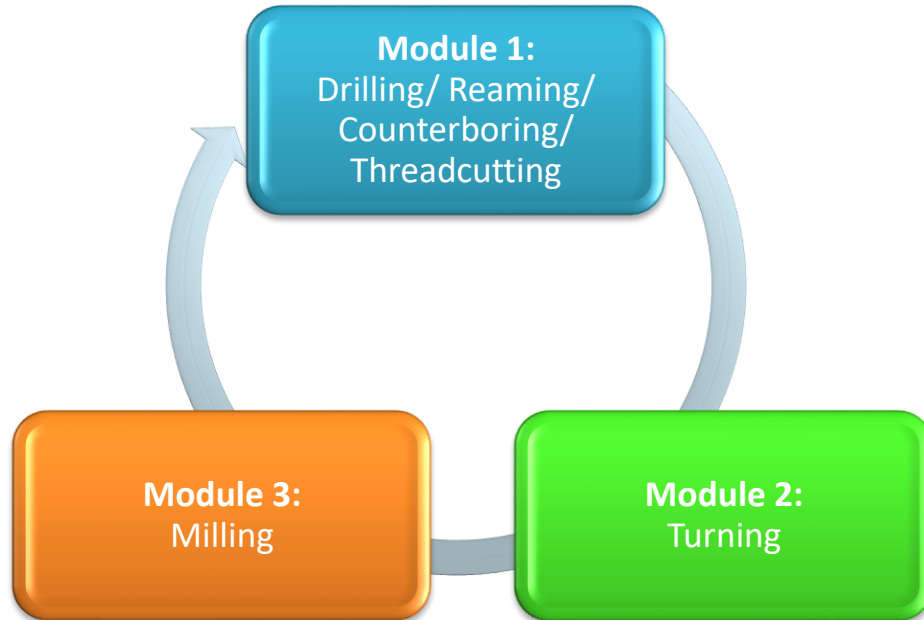 Module 1:
Drilling/ Reaming/
Counterboring/
Threadcutting
Module 3:
Milling
Module 2:
Turning